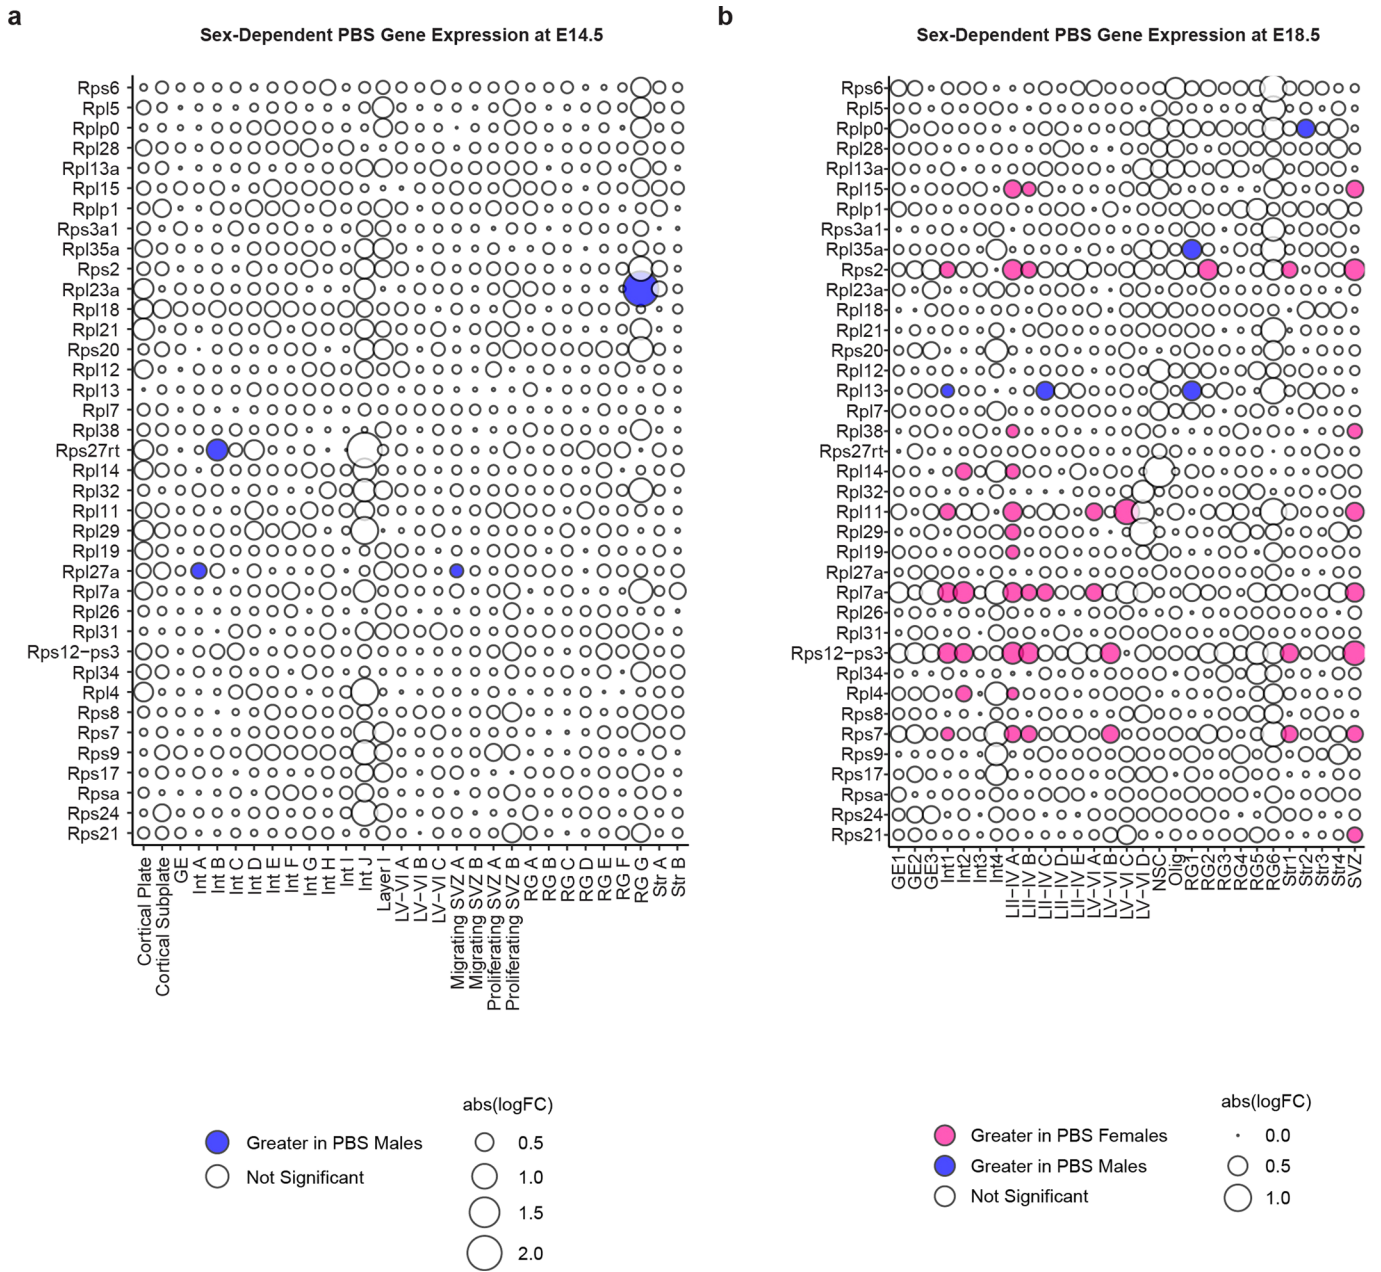 a
Sex-Dependent PBS Gene Expression at E14.5
Rps6
Rpl5
Rplp0
Rpl28
Rpl13a
Rpl15
Rplp1
Rps3a1
Rpl35a
Rps2
Rpl23a
Rpl18
Rpl21
Rps20
Rpl12
Rpl13
Rpl7
Rpl38
Rps27rt
Rpl14
Rpl32
Rpl11
Rpl29
Rpl19
Rpl27a
Rpl7a
Rpl26
Rpl31
Rps12−ps3
Rpl34
Rpl4
Rps8
Rps7
Rps9
Rps17
Rpsa
Rps24
Rps21
Cortical Plate
Cortical Subplate
GE
Int A
Int B
Int C
Int D
Int E
Int F
Int G
Int H
Int I
Int J
Layer I
LV−VI A
LV−VI B
LV−VI C
Migrating SVZ A
Migrating SVZ B
Proliferating SVZ A
Proliferating SVZ B
RG A
RG B
RG C
RG D
RG E
RG F
RG G
Str A
Str B
Greater in PBS Males
Not Significant
abs(logFC)
0.5
1.0
1.5
2.0
b
Sex-Dependent PBS Gene Expression at E18.5
Rps6
Rpl5
Rplp0
Rpl28
Rpl13a
Rpl15
Rplp1
Rps3a1
Rpl35a
Rps2
Rpl23a
Rpl18
Rpl21
Rps20
Rpl12
Rpl13
Rpl7
Rpl38
Rps27rt
Rpl14
Rpl32
Rpl11
Rpl29
Rpl19
Rpl27a
Rpl7a
Rpl26
Rpl31
Rps12−ps3
Rpl34
Rpl4
Rps8
Rps7
Rps9
Rps17
Rpsa
Rps24
Rps21
GE1
GE2
GE3
Int1
Int2
Int3
Int4
LII−IV A
LII−IV B
LII−IV C
LII−IV D
LII−IV E
LV−VI A
LV−VI B
LV−VI C
LV−VI D
NSC
Olig
RG1
RG2
RG3
RG4
RG5
RG6
Str1
Str2
Str3
Str4
SVZ
Greater in PBS Females
Greater in PBS Males
Not Significant
abs(logFC)
0.0
0.5
1.0